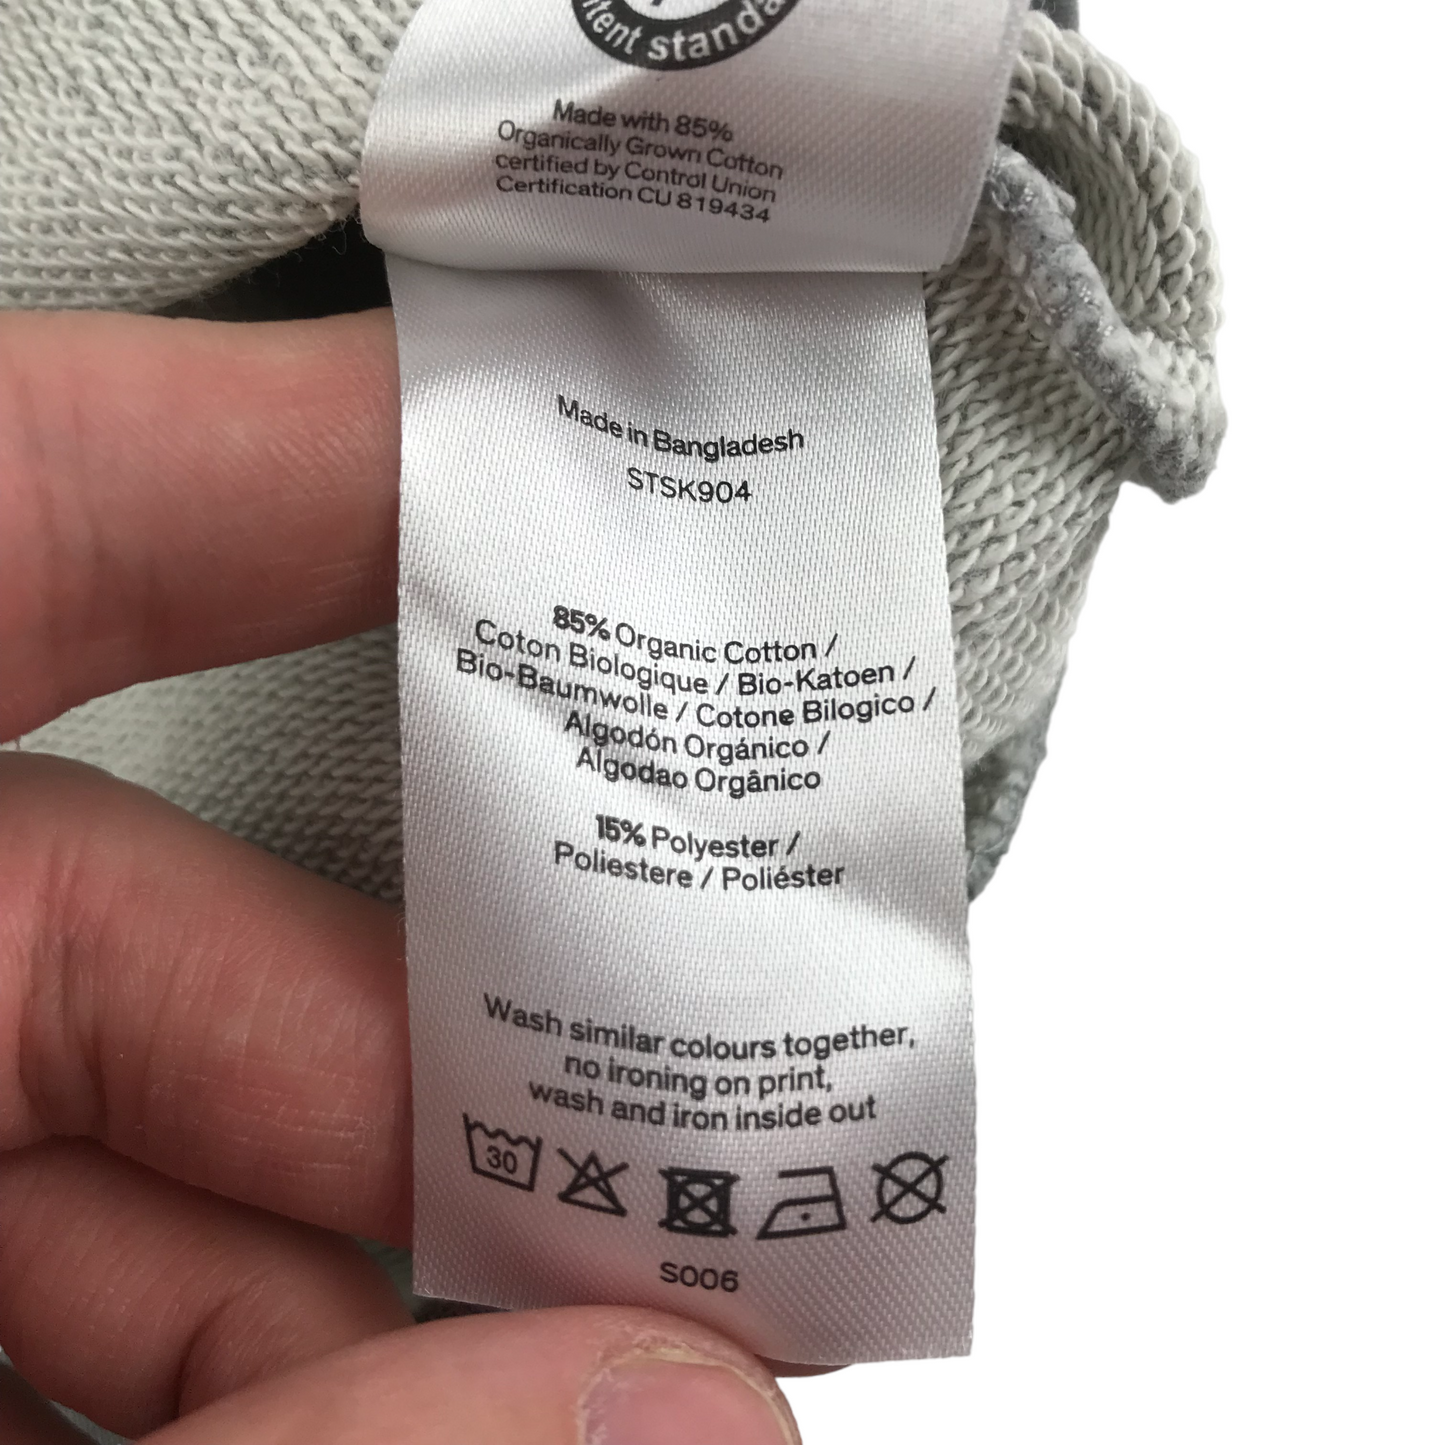 standa
Made with 85%
Organically Grown Cotton
certified by Control Union
Certification CU 819434
Made in Bangladesh
STSK904
85% Organic Cotton /
Coton Biologique / Bio-Katoen /
Bio-Baumwolle / Cotone Bilogico /
Algodón Orgánico /
Algodao Orgânico
15% Polyester /
Poliestere / Poliéster
Wash similar colours together,
no ironing on print,
wash and iron inside out
30
S006